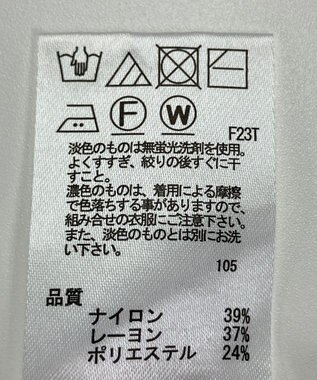 F W F23T
淡色のものは無蛍光洗剤を使用。
よくすすぎ、絞りの後すぐに干
すこと。
濃色のものは、着用による摩擦
で色落ちする事がありますので、
組み合せの衣服にご注意下さい。
また、淡色のものとは別にお洗
い下さい。
105
品質
ナイロン 39%
レーヨン 37%
ポリエステル 24%